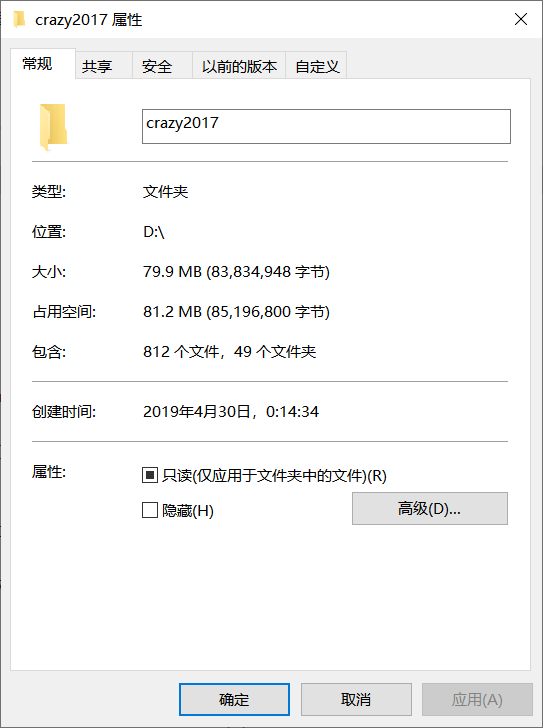 crazy2017 属性
常规 共享 安全 以前的版本 自定义
crazy2017
类型: 文件夹
位置: D:\
大小: 79.9 MB (83,834,948 字节)
占用空间: 81.2 MB (85,196,800 字节)
包含: 812 个文件，49 个文件夹
创建时间: 2019年4月30日，0:14:34
属性: 只读(仅应用于文件夹中的文件)(R)
隐藏(H) 高级(D)...
确定 取消 应用(A)